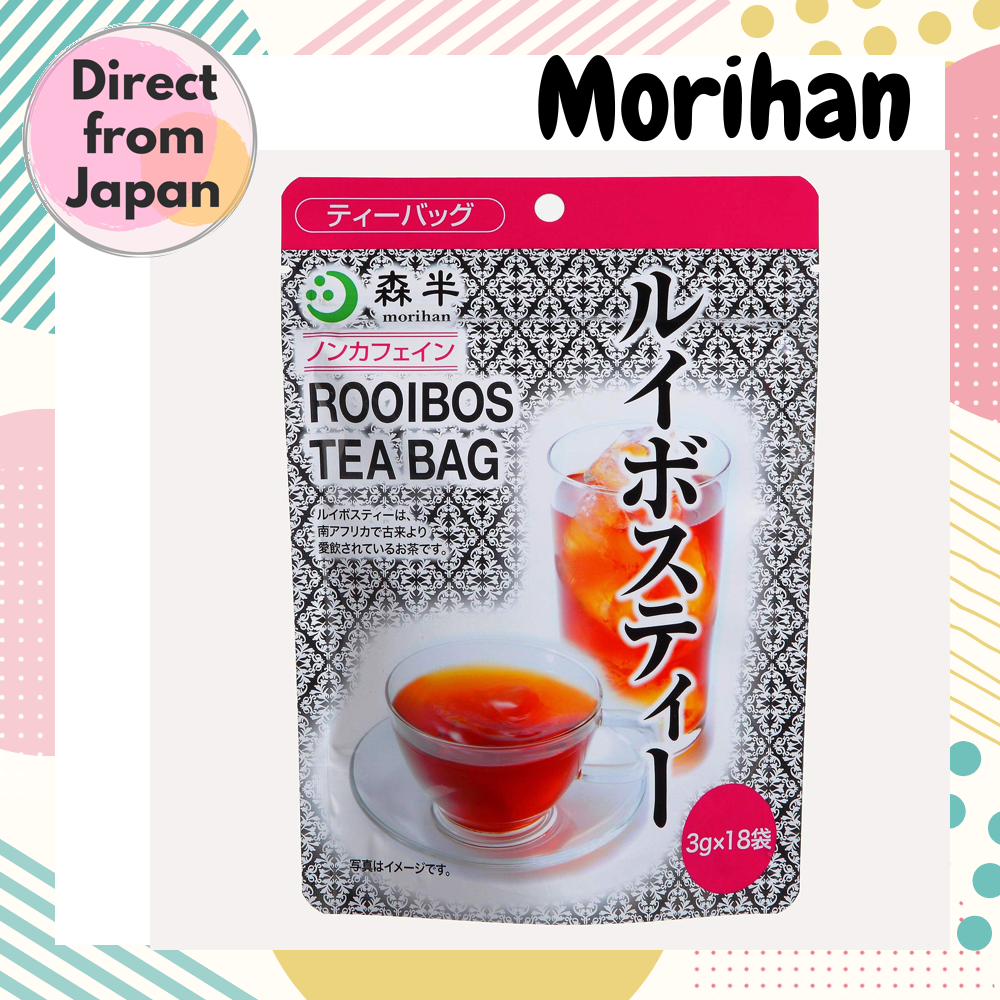 Direct
from
Japan
Morihan
ティーバッグ
森半
morihan
ノンカフェイン
ROOIBOS
TEA BAG
ルイボスティーは、
南アフリカで古来より
愛飲されているお茶です。
ルイボスティー
3g×18袋
写真はイメージです。